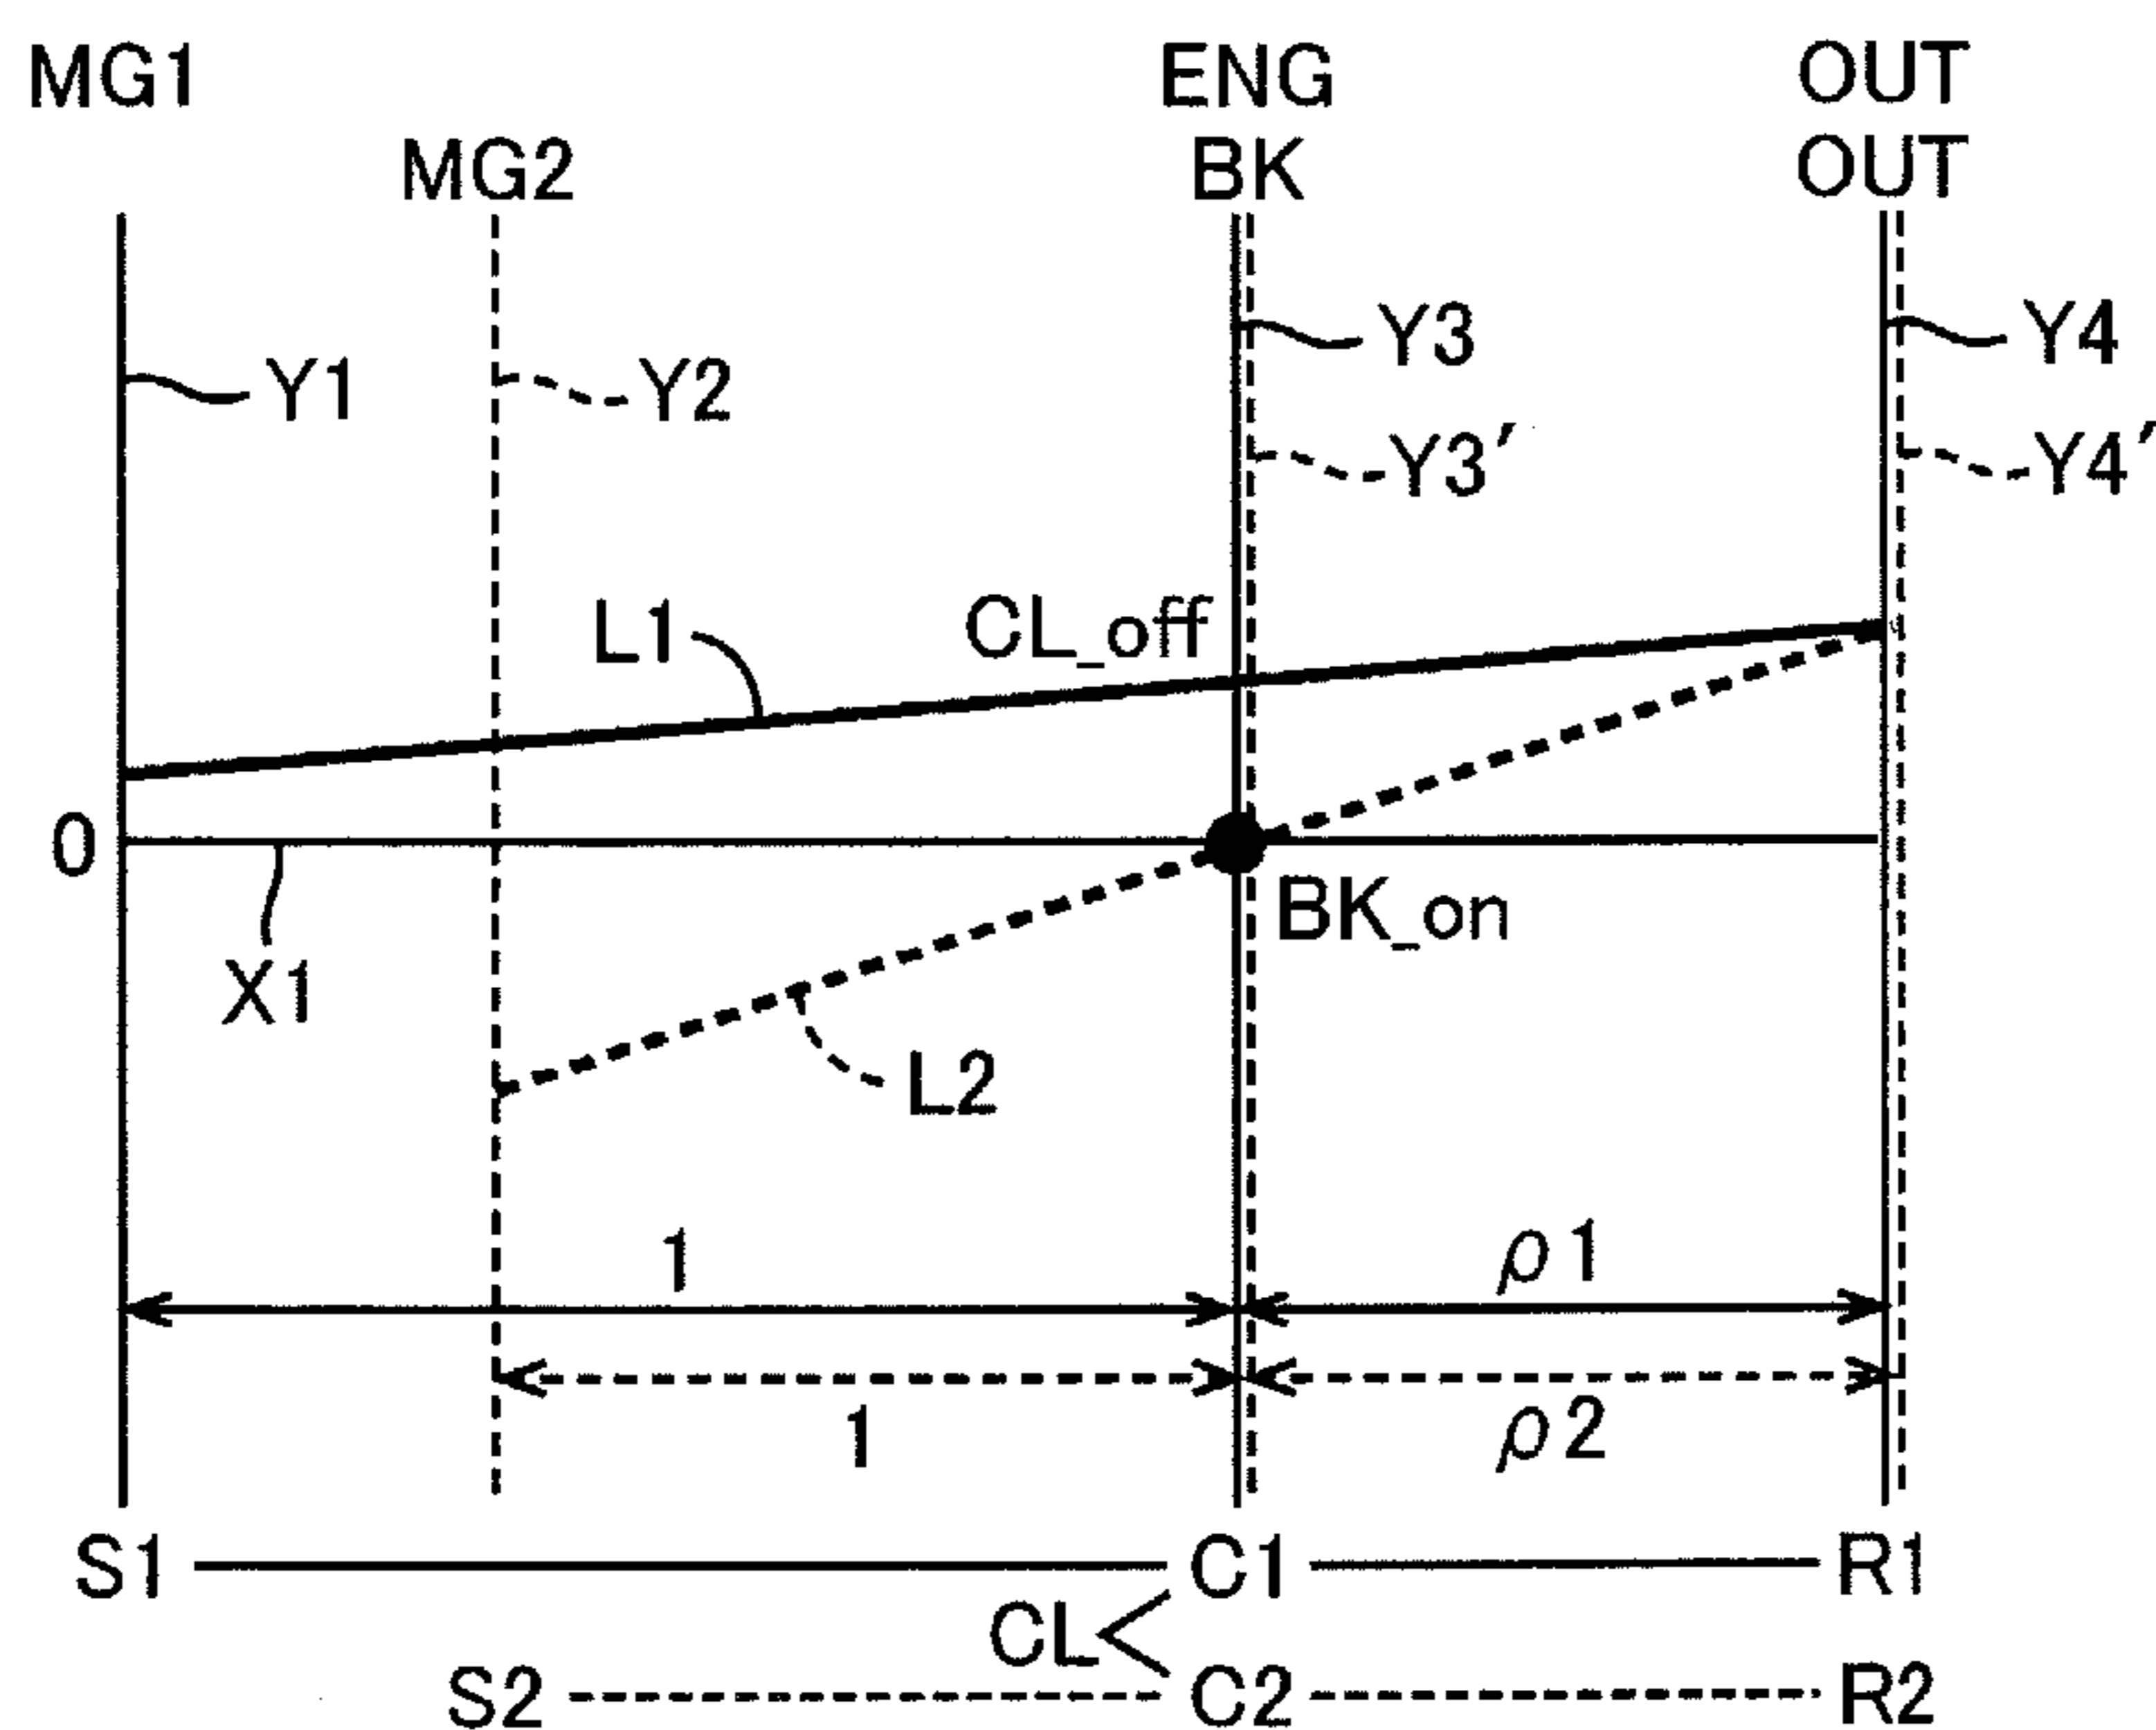 MG1 ENG OUT
MG2 BK OUT
Y3 Y4
Y1 Y2
Y3′ Y4′
L1 CL_off
0
BK_on
X1
L2
1 ρ1
1 ρ2
S1 C1 R1
CL
S2 C2 R2